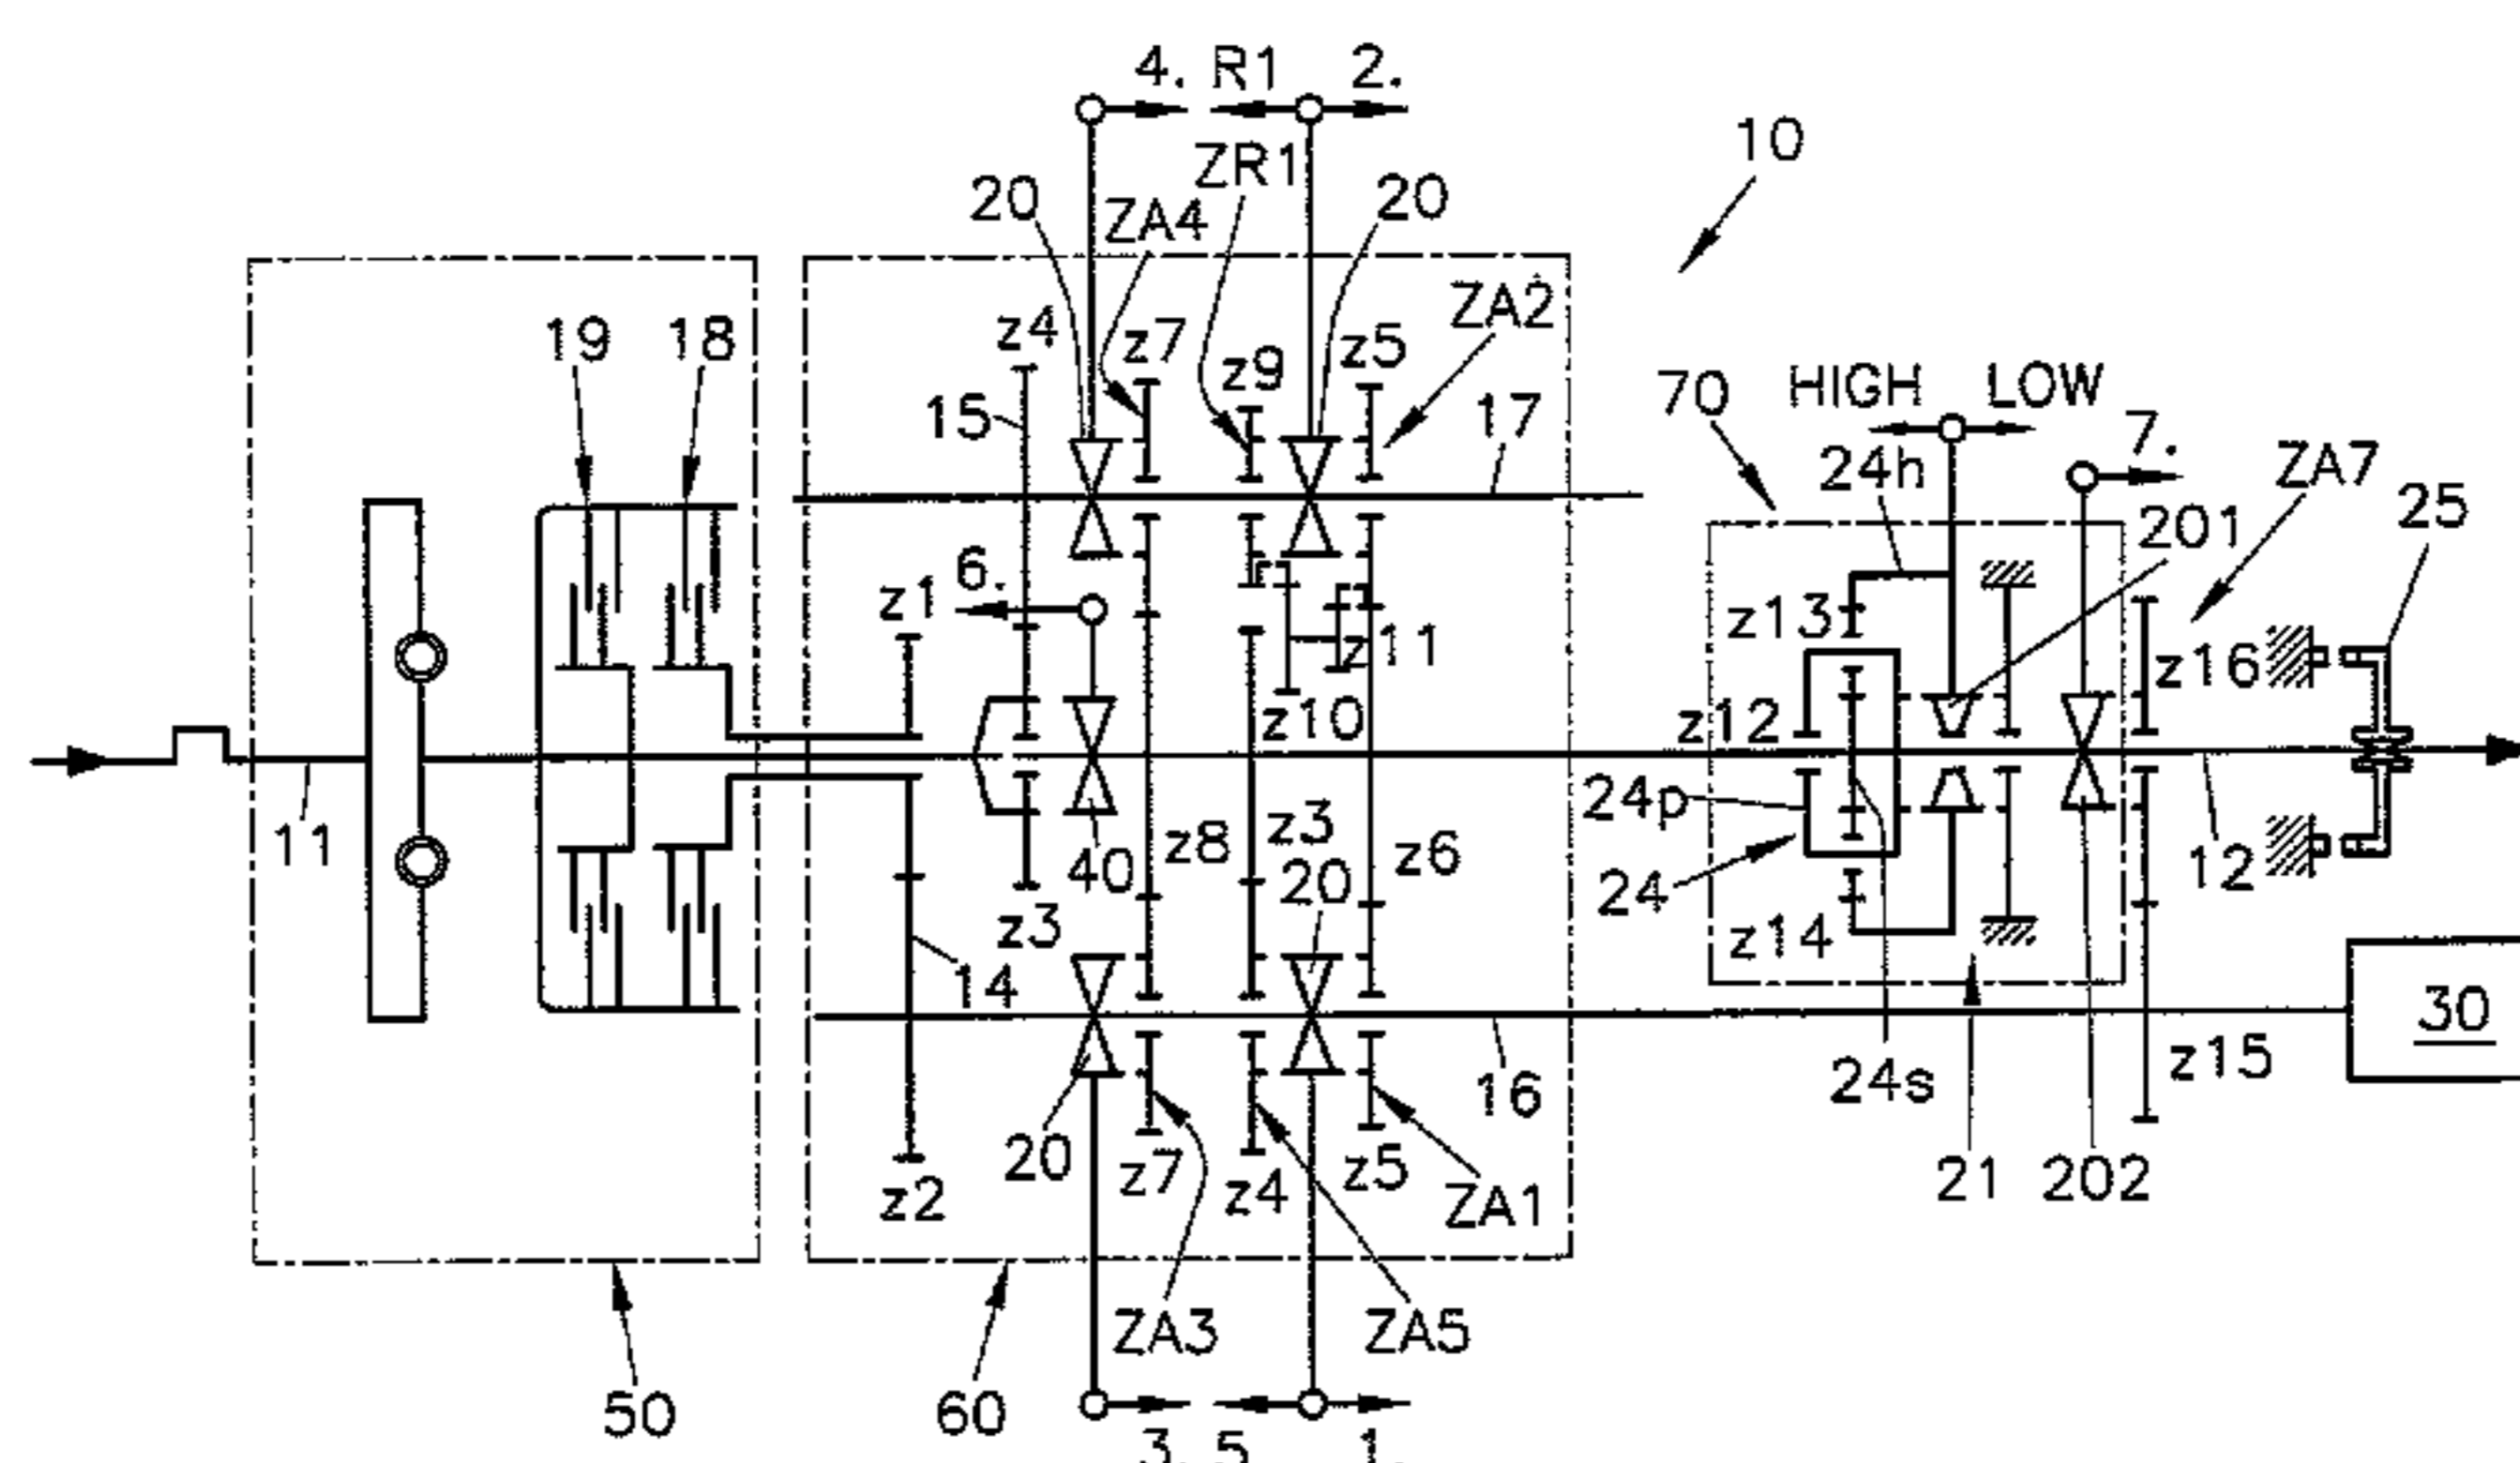 4. R1 2.
10
ZR1
20 ZA4 20
ZA2
19 18 z4 z7 z9 z5
HIGH LOW
70
15 17 7.
24h ZA7
201 25
6.
z1 z13 z11 z16
z10 z12
24p
11 40 z8 z3 z6 12
20 24
z3 z14
14
30
16 24s z15
20 z7 z4 z5 21 202
z2 ZA1
ZA3 ZA5
50 60
3. 5. 1.